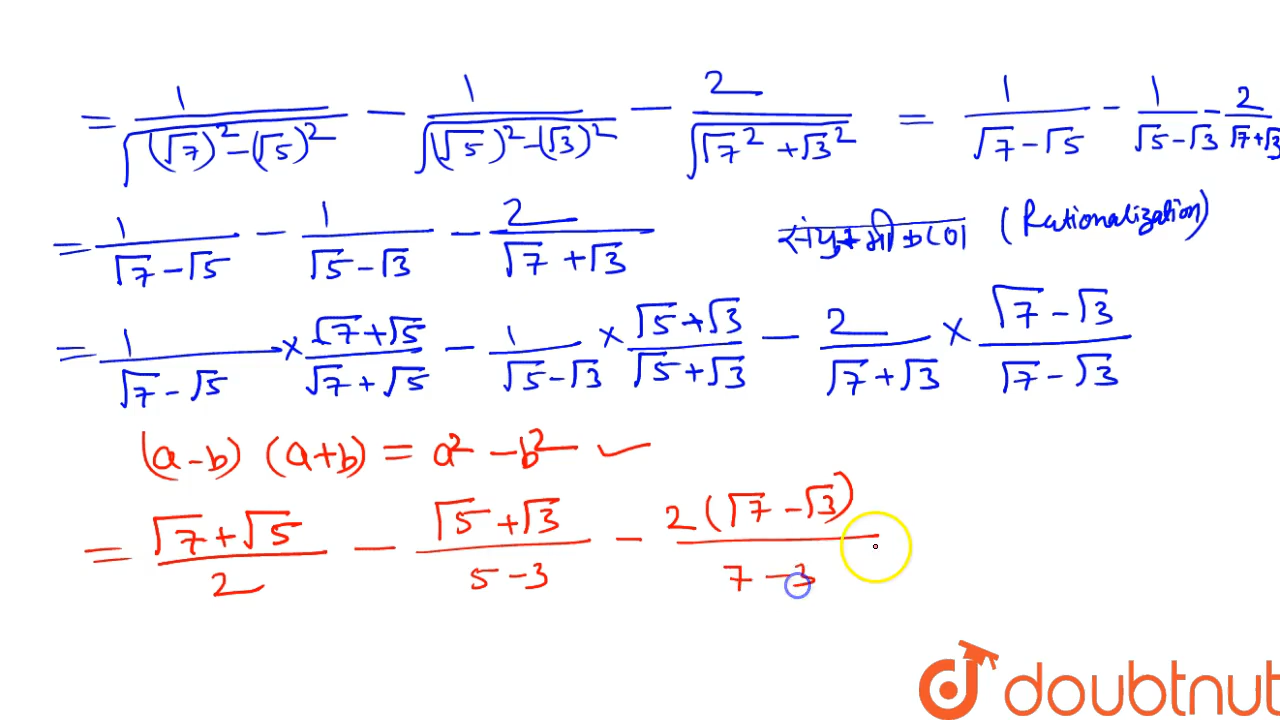 = 1/√((√7)² - (√5)²) - 1/√((√5)² - (√3)²) - 2/√(√7² + √3²) = 1/(√7 - √5) - 1/(√5 - √3) - 2/(√7 + √3
= 1/(√7 - √5) - 1/(√5 - √3) - 2/(√7 + √3) (Rationalization)
= 1/(√7 - √5) × (√7 + √5)/(√7 + √5) - 1/(√5 - √3) × (√5 + √3)/(√5 + √3) - 2/(√7 + √3) × (√7 - √3)/(√7 - √3)
(a - b) (a + b) = a² - b² ✓
= (√7 + √5)/2 - (√5 + √3)/(5 - 3) - 2(√7 - √3)/(7 - 3)
doubtnut